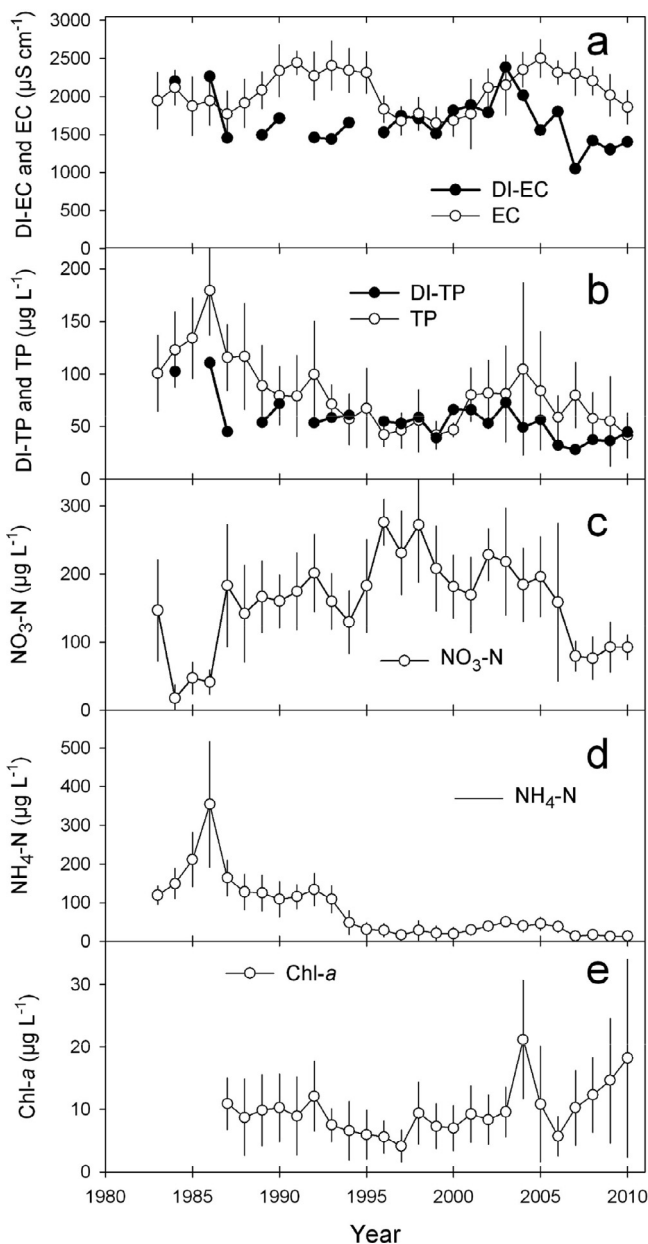 DI-EC and EC (µS cm⁻¹)
3000
2500
2000
1500
1000
500
0
a
DI-EC
EC
DI-TP and TP (µg L⁻¹)
200
150
100
50
0
b
DI-TP
TP
NO₃-N (µg L⁻¹)
300
200
100
0
c
NO₃-N
NH₄-N (µg L⁻¹)
500
400
300
200
100
0
d
NH₄-N
Chl-a (µg L⁻¹)
30
20
10
0
e
Chl-a
1980 1985 1990 1995 2000 2005 2010
Year